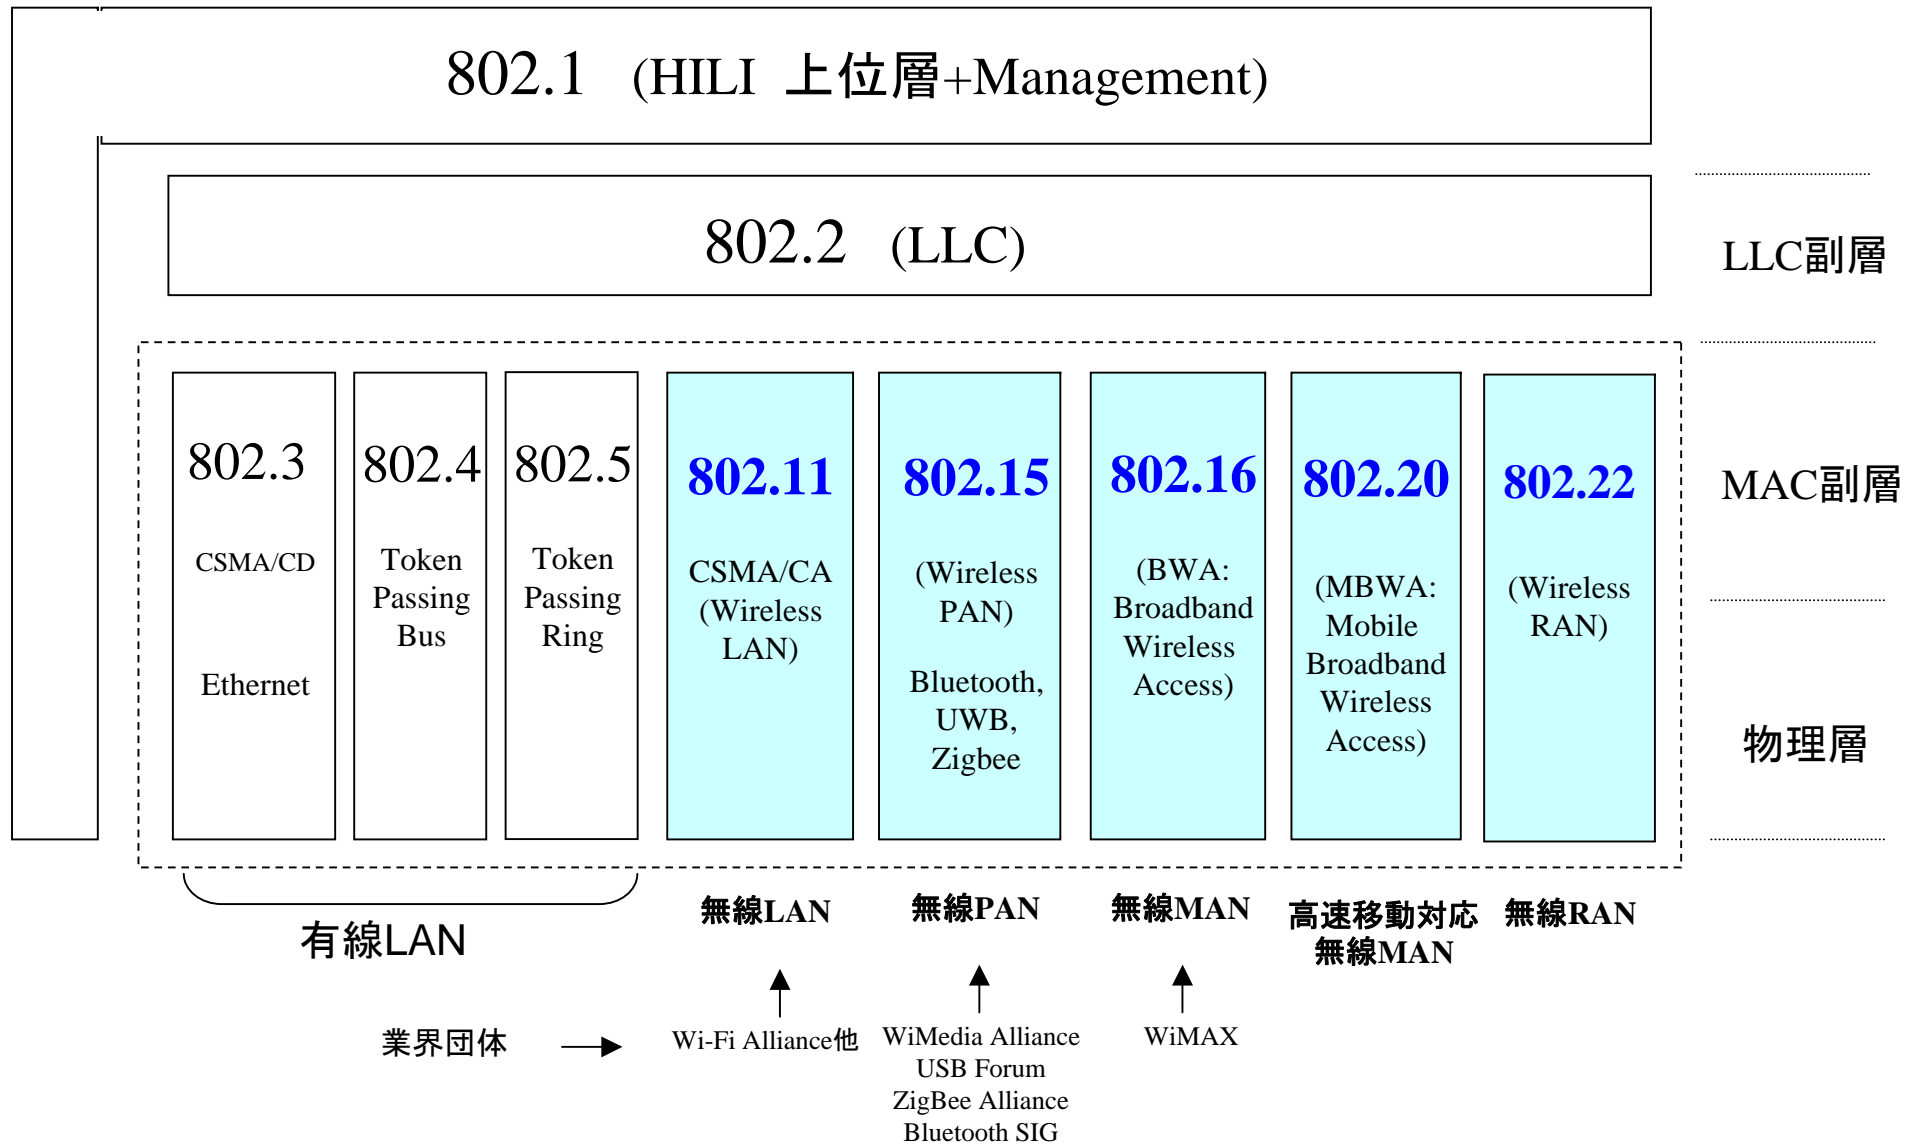 802.1 (HILI 上位層+Management)
802.2 (LLC)
LLC副層
802.3
CSMA/CD
Ethernet
802.4
Token
Passing
Bus
802.5
Token
Passing
Ring
802.11
CSMA/CA
(Wireless
LAN)
802.15
(Wireless
PAN)
Bluetooth,
UWB,
Zigbee
802.16
(BWA:
Broadband
Wireless
Access)
802.20
(MBWA:
Mobile
Broadband
Wireless
Access)
802.22
(Wireless
RAN)
MAC副層
物理層
有線LAN
無線LAN
無線PAN
無線MAN
高速移動対応
無線MAN
無線RAN
業界団体
Wi-Fi Alliance他
WiMedia Alliance
USB Forum
ZigBee Alliance
Bluetooth SIG
WiMAX